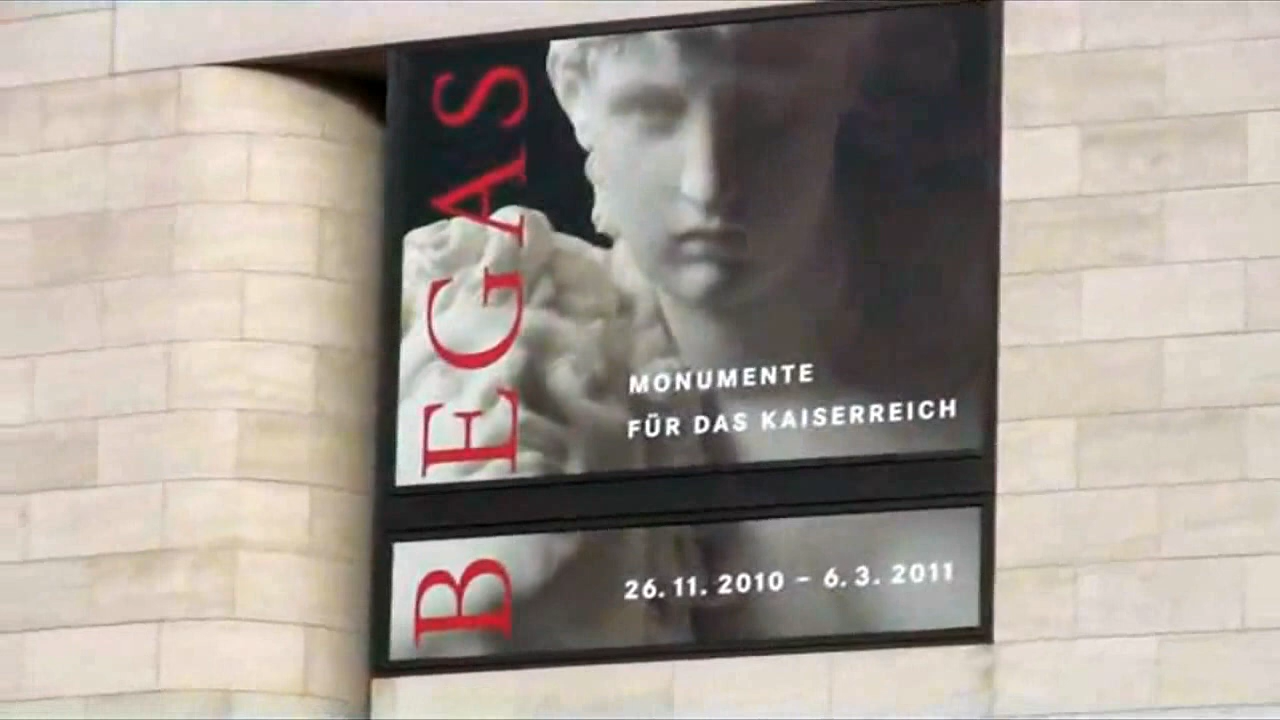 BEGAS
MONUMENTE
FÜR DAS KAISERREICH
26.11.2010 – 6.3.2011